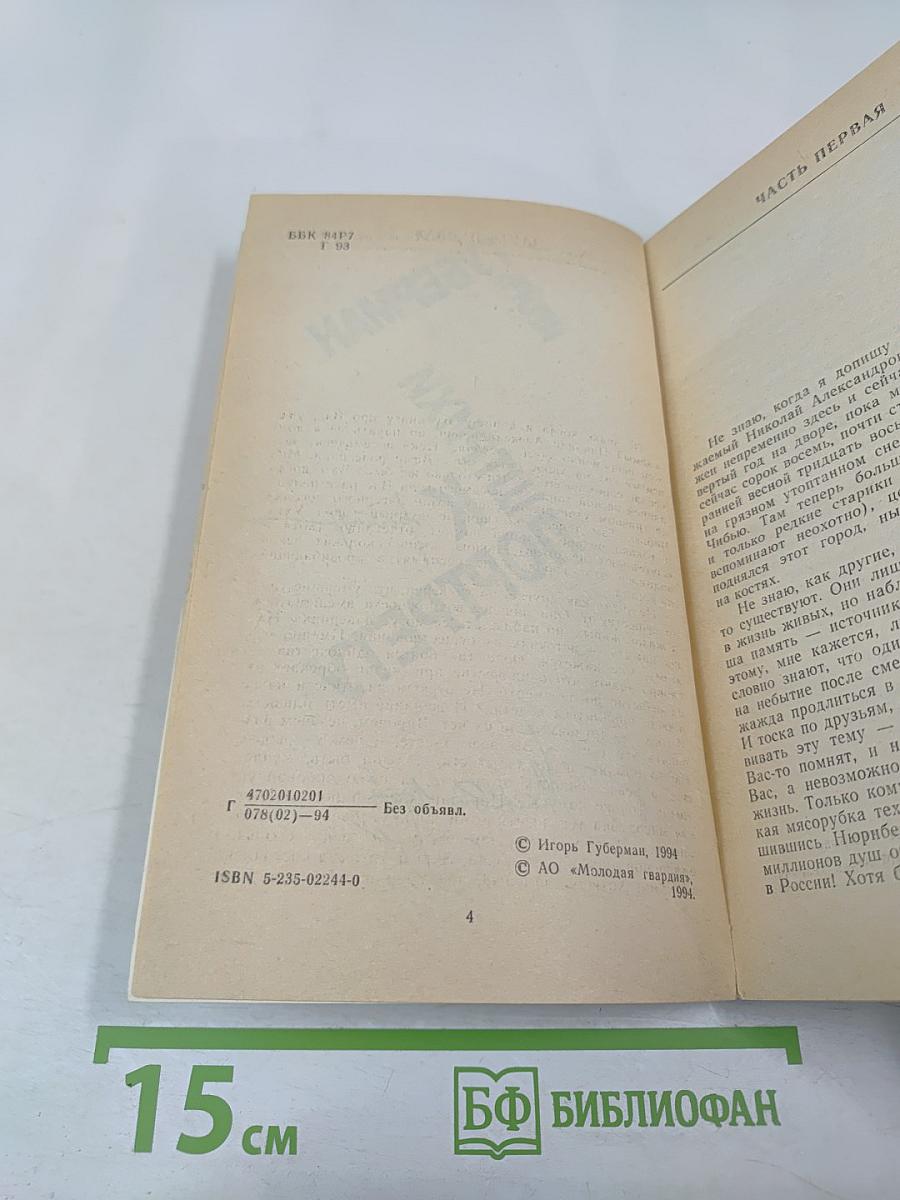 ББК 84Р7
Г 93
Г 4702010201
078(02)—94 Без объявл.
ISBN 5-235-02244-0
© Игорь Губерман, 1994
© АО «Молодая гвардия», 1994.
4
ЧАСТЬ ПЕРВАЯ
Не знаю, когда я допишу
жаемый Николай Александров
жен непременно здесь и сейча
вертый год на дворе, пока м
сейчас сорок восемь, почти ст
ранней весной тридцать вось
на грязном утоптанном сне
Чибью. Там теперь больш
и только редкие старики
вспоминают неохотно), це
поднялся этот город, ны
на костях.
Не знаю, как другие,
то существуют. Они лиш
в жизнь живых, но набл
ша память — источник
этому, мне кажется, л
словно знают, что оди
на небытие после сме
жажда продлиться в
И тоска по друзьям,
вивать эту тему —
Вас-то помнят, и н
Вас, а невозможно
жизнь. Только ком
кая мясорубка тех
шившись Нюрнбе
миллионов душ о
в России! Хотя б
15 см
БФ БИБЛИОФАН